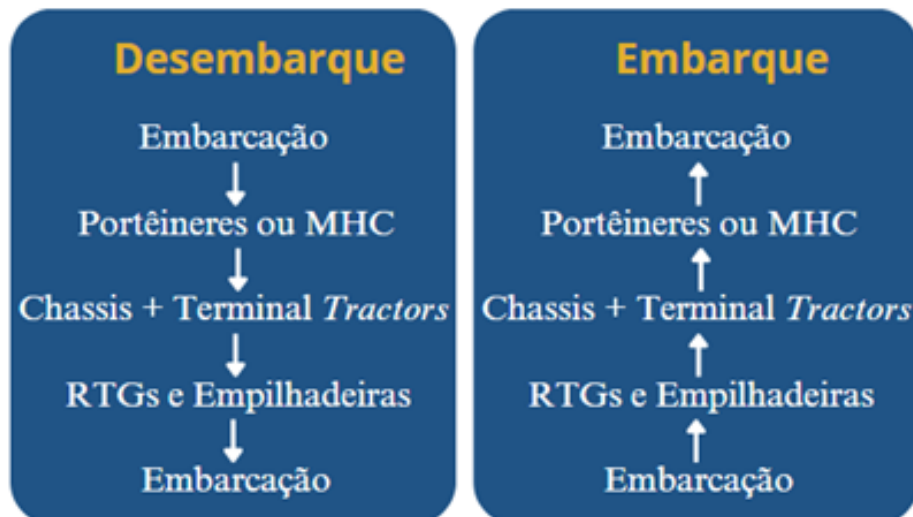 Desembarque
Embarcação
Portêineres ou MHC
Chassis + Terminal Tractors
RTGs e Empilhadeiras
Embarcação
Embarque
Embarcação
Portêineres ou MHC
Chassis + Terminal Tractors
RTGs e Empilhadeiras
Embarcação